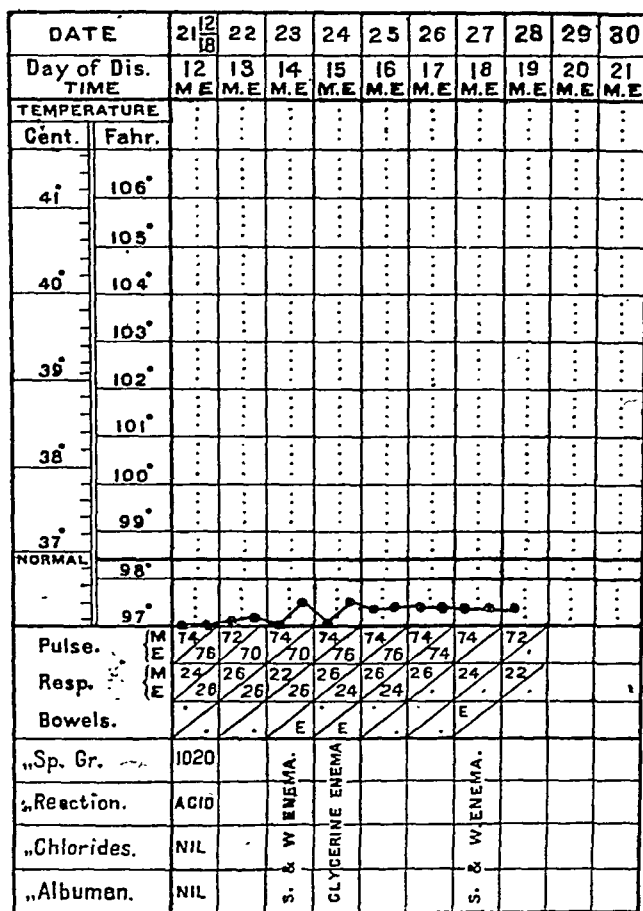 DATE 21 12/18 22 23 24 25 26 27 28 29 30
Day of Dis. 12 13 14 15 16 17 18 19 20 21
TIME M E M.E M.E M.E M.E M.E M.E M.E M.E M.E
TEMPERATURE
Cent. Fahr.
106°
41°
105°
40° 104°
103°
39°
102°
101°
38°
100°
99°
37°
NORMAL
98°
97°
Pulse. M 74 72 74 74 74 74 74 72
E 76 70 70 76 76 74
Resp. M 24 26 22 26 26 26 24 22
E 26 26 24 24
Bowels. E E E
„Sp. Gr. 1020
„Reaction. ACID
„Chlorides. NIL
„Albumen. NIL
S. & W ENEMA.
GLYCERINE ENEMA
S. & W. ENEMA.